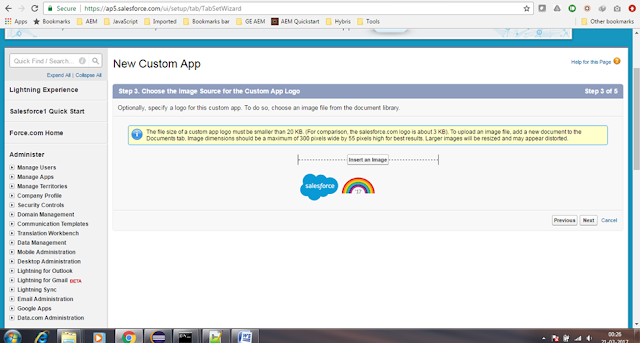 Secure | https://ap5.salesforce.com/ui/setup/tab/TabSetWizard
Apps Bookmarks AEM JavaScript Imported Bookmarks bar GE AEM AEM Quickstart Hybris Tools Other bookmarks
Quick Find / Search...
Expand All | Collapse All
Lightning Experience
Salesforce1 Quick Start
Force.com Home
Administer
Manage Users
Manage Apps
Manage Territories
Company Profile
Security Controls
Domain Management
Communication Templates
Translation Workbench
Data Management
Mobile Administration
Desktop Administration
Lightning for Outlook
Lightning for Gmail BETA
Lightning Sync
Email Administration
Google Apps
Data.com Administration
New Custom App
Help for this Page
Step 3. Choose the Image Source for the Custom App Logo Step 3 of 5
Optionally, specify a logo for this custom app. To do so, choose an image file from the document library.
The file size of a custom app logo must be smaller than 20 KB. (For comparison, the salesforce.com logo is about 3 KB). To upload an image file, add a new document to the
Documents tab. Image dimensions should be a maximum of 300 pixels wide by 55 pixels high for best results. Larger images will be resized and may appear distorted.
Insert an Image
salesforce
'17
Previous Next Cancel
00:26
21-03-2017